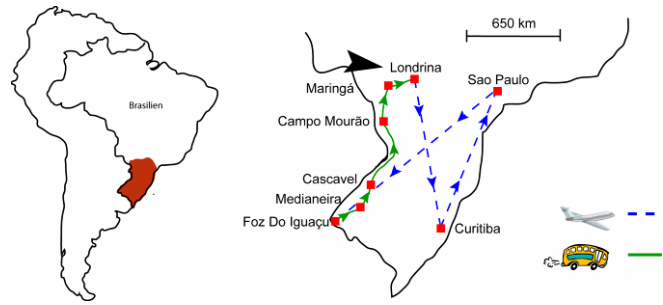 Brasilien
650 km
Londrina
Sao Paulo
Maringá
Campo Mourão
Cascavel
Medianeira
Foz Do Iguaçu
Curitiba